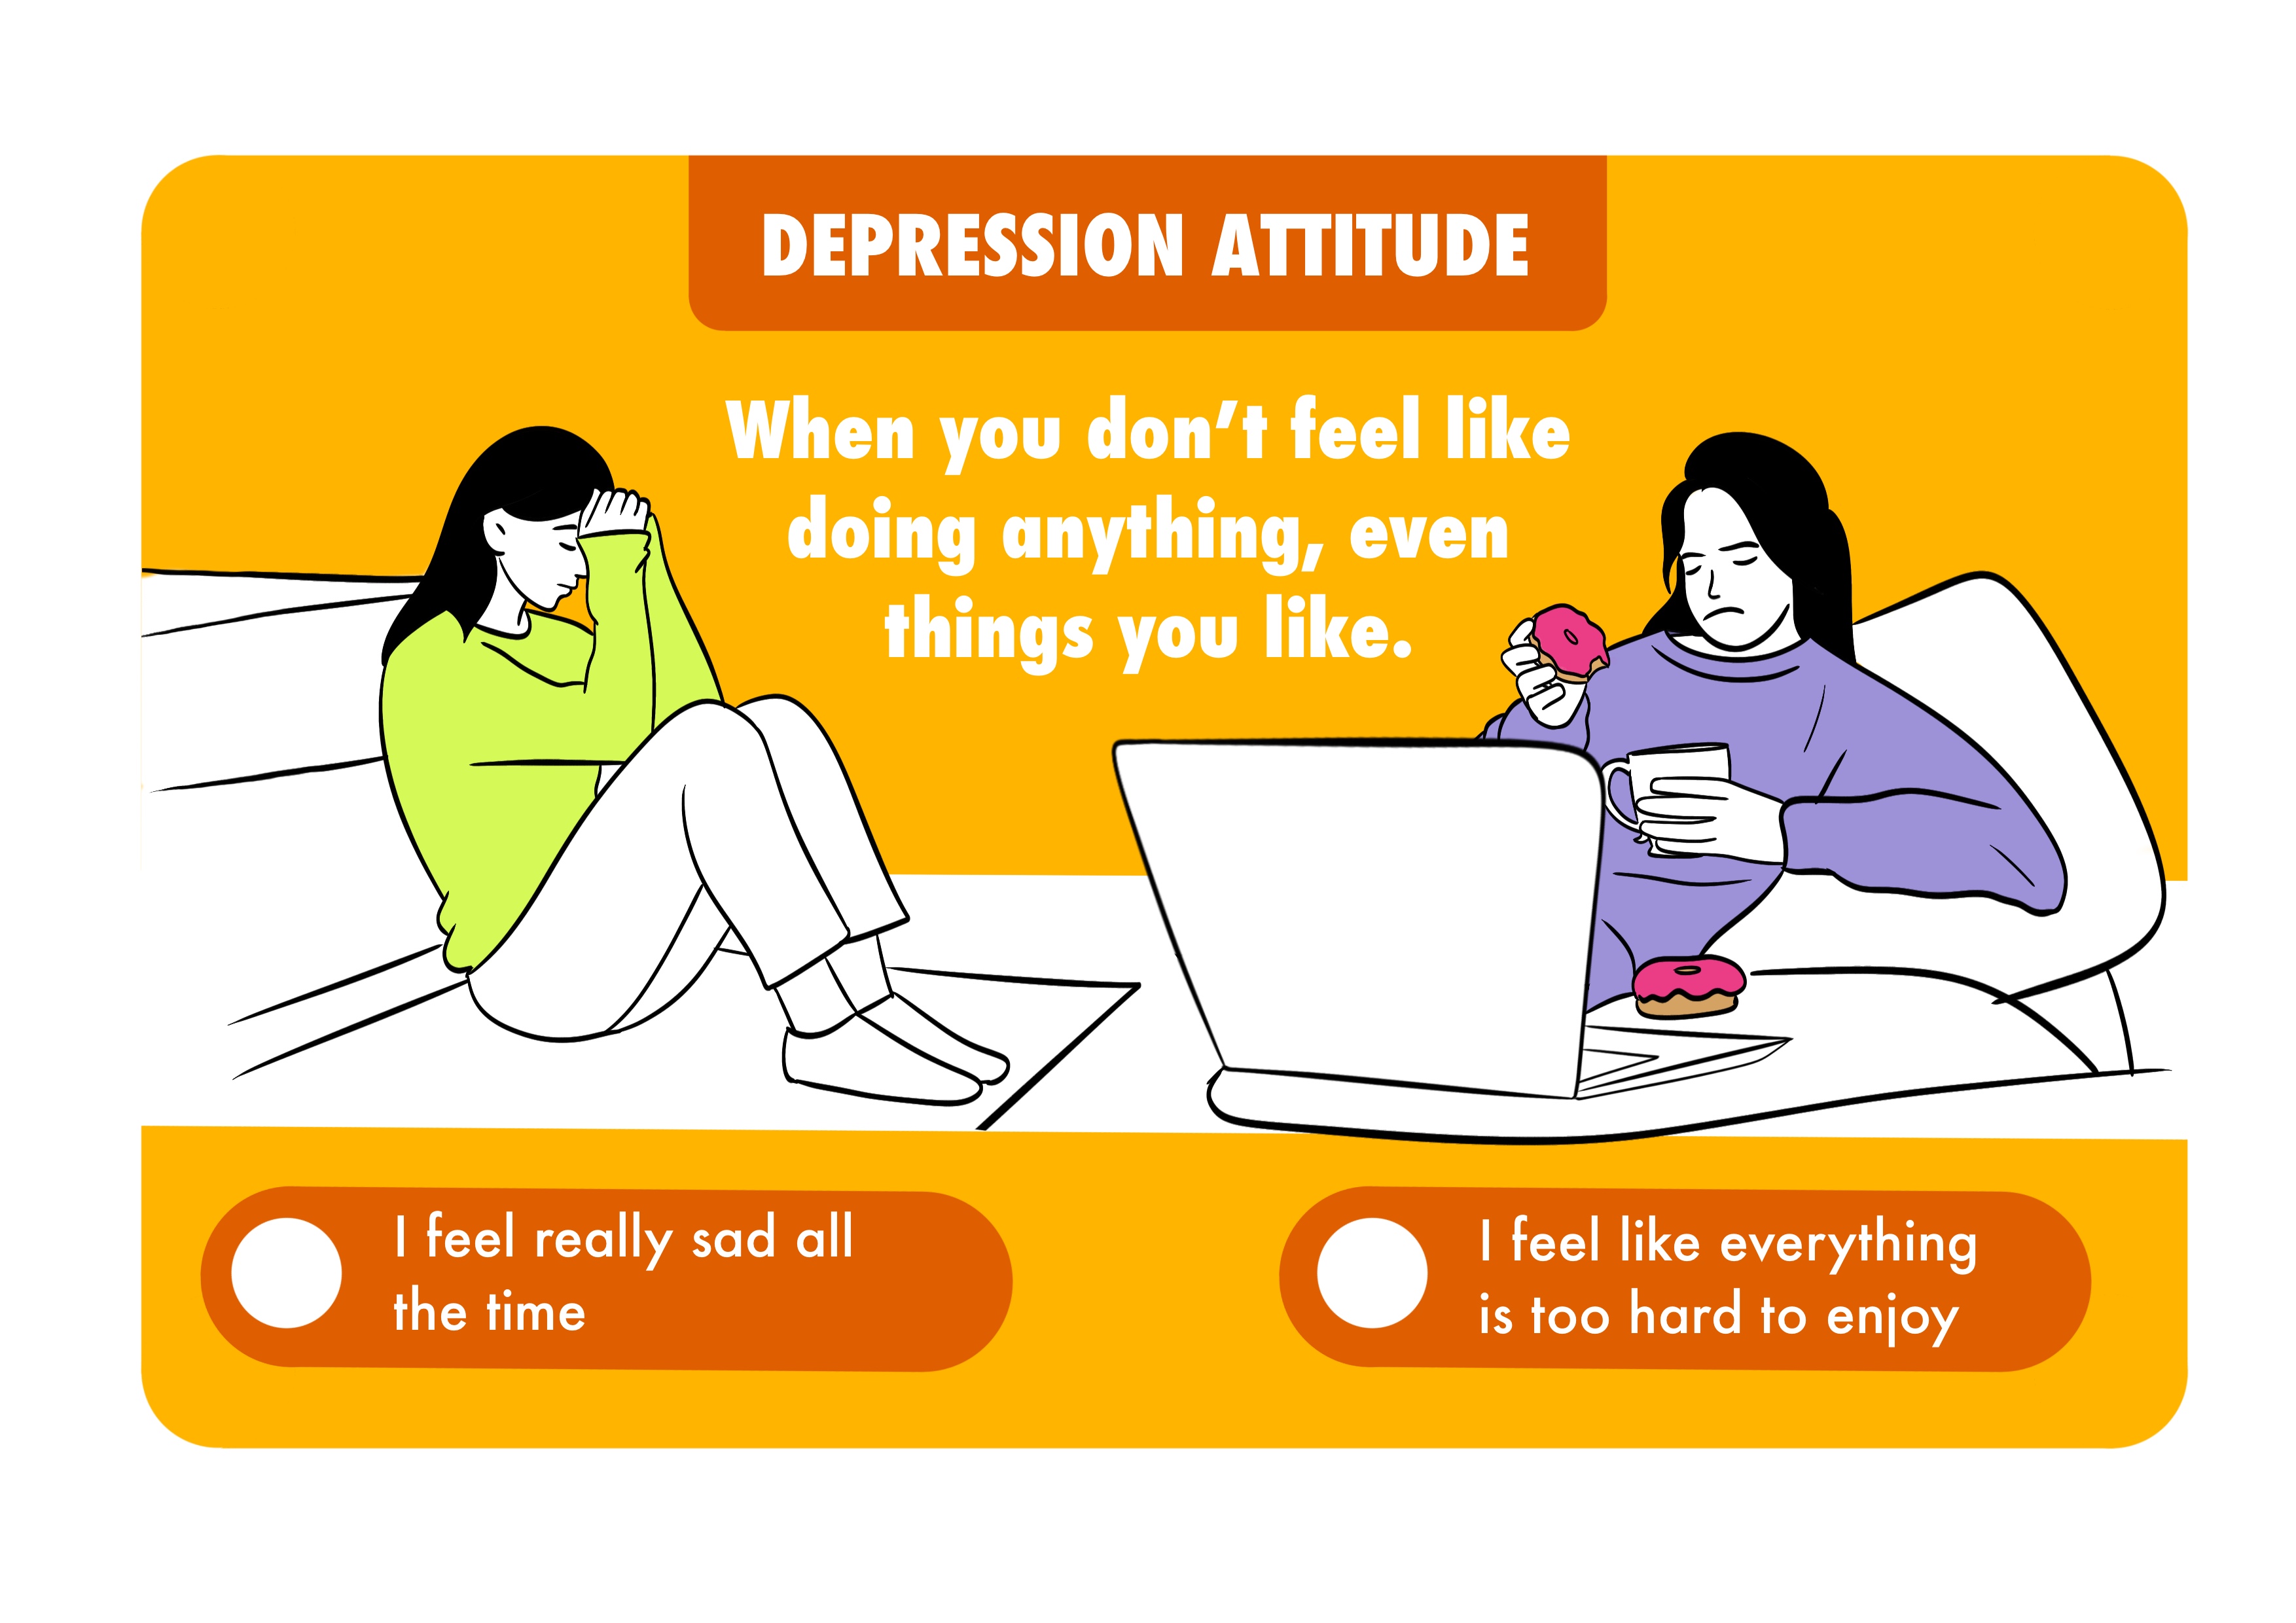 DEPRESSION ATTITUDE
When you don't feel like
doing anything, even
things you like.
I feel really sad all
the time
I feel like everything
is too hard to enjoy